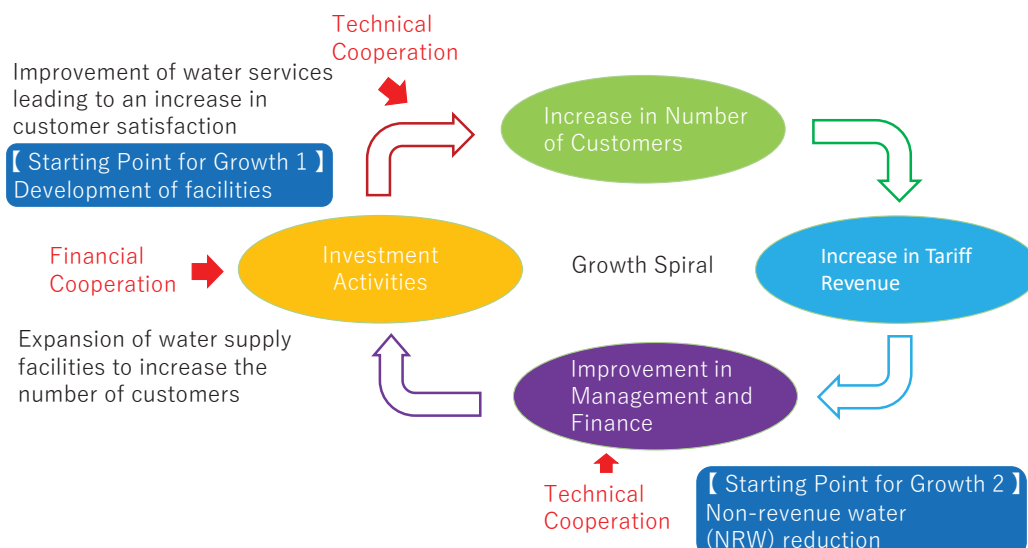 Technical
Cooperation
Improvement of water services
leading to an increase in
customer satisfaction
【 Starting Point for Growth 1 】
Development of facilities
Increase in Number
of Customers
Financial
Cooperation
Investment
Activities
Growth Spiral
Increase in Tariff
Revenue
Expansion of water supply
facilities to increase the
number of customers
Improvement in
Management and
Finance
Technical
Cooperation
【 Starting Point for Growth 2 】
Non-revenue water
(NRW) reduction